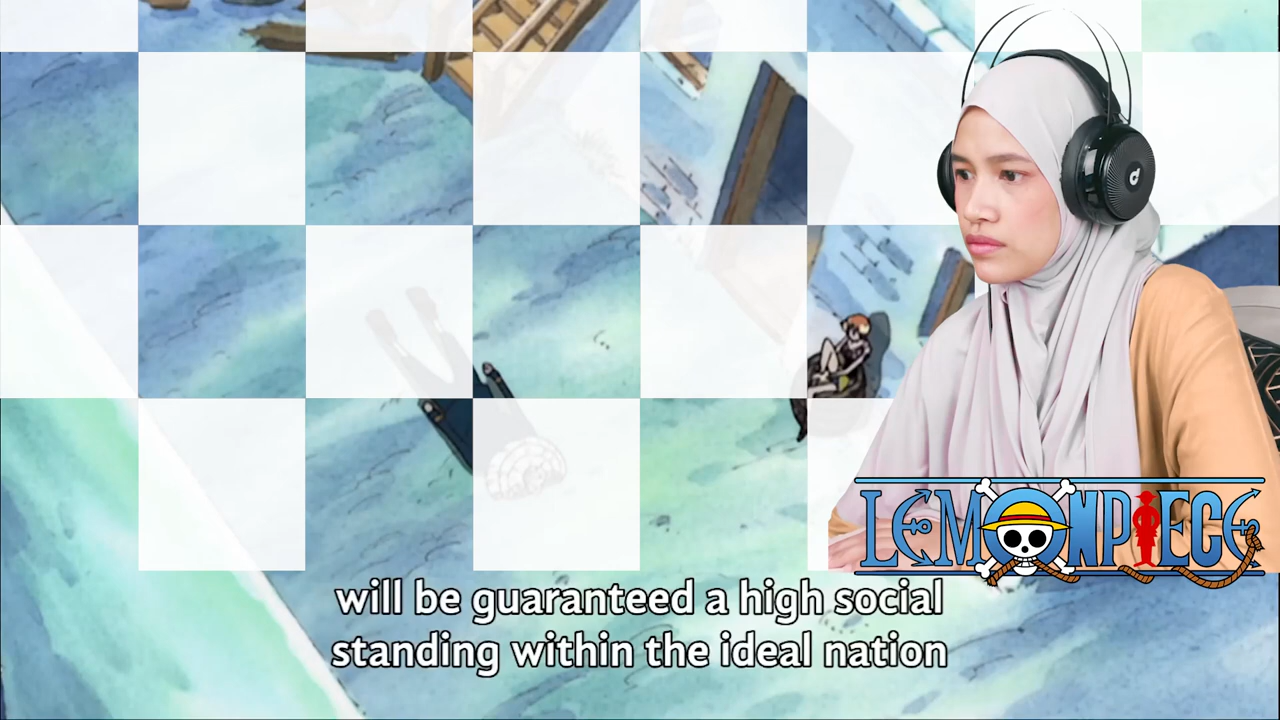 LEMONPIECE
will be guaranteed a high social
standing within the ideal nation